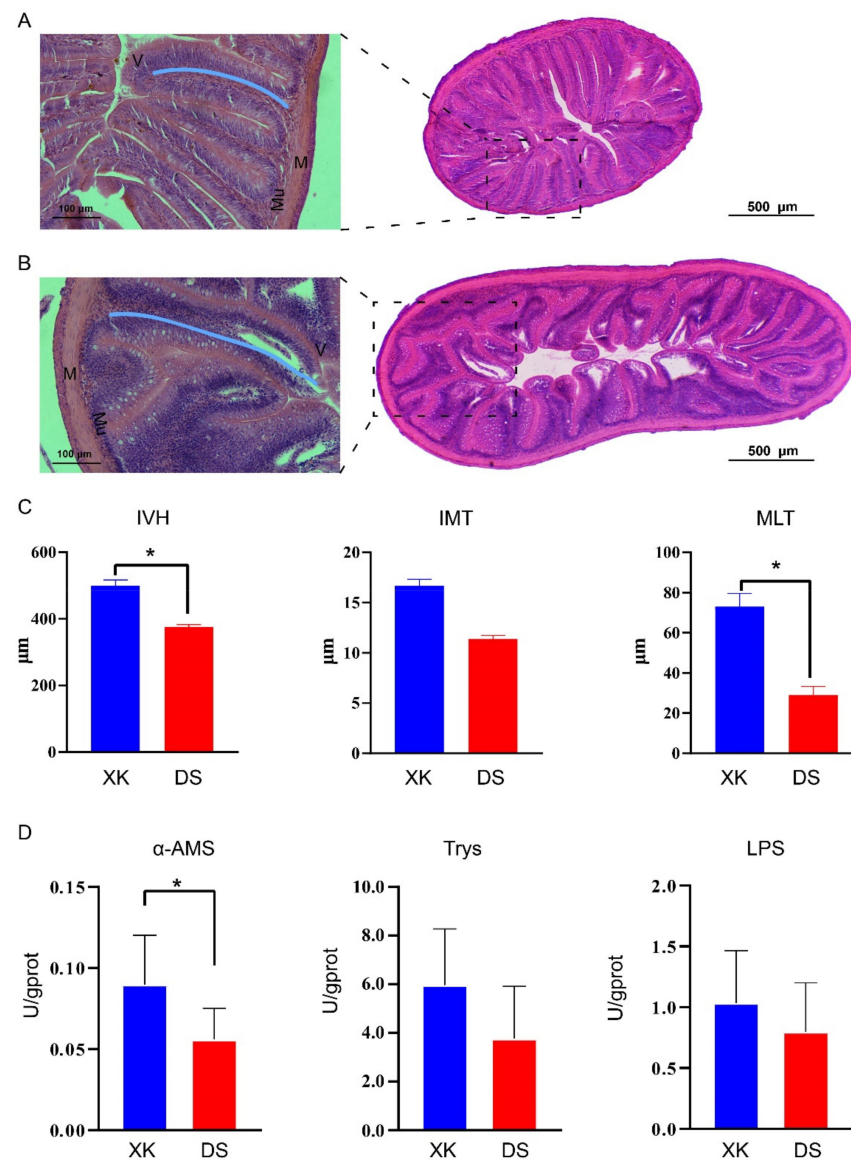 A
V
M
Mu
100 µm
500 µm
B
V
M
Mu
100 µm
500 µm
C
IVH
IMT
MLT
600
400
200
0
µm
*
XK DS
20
15
10
5
0
µm
XK DS
100
80
60
40
20
0
µm
*
XK DS
D
α-AMS
Trys
LPS
0.15
0.10
0.05
0.00
U/gprot
*
XK DS
10.0
8.0
6.0
4.0
2.0
0.0
U/gprot
XK DS
2.0
1.5
1.0
0.5
0.0
U/gprot
XK DS